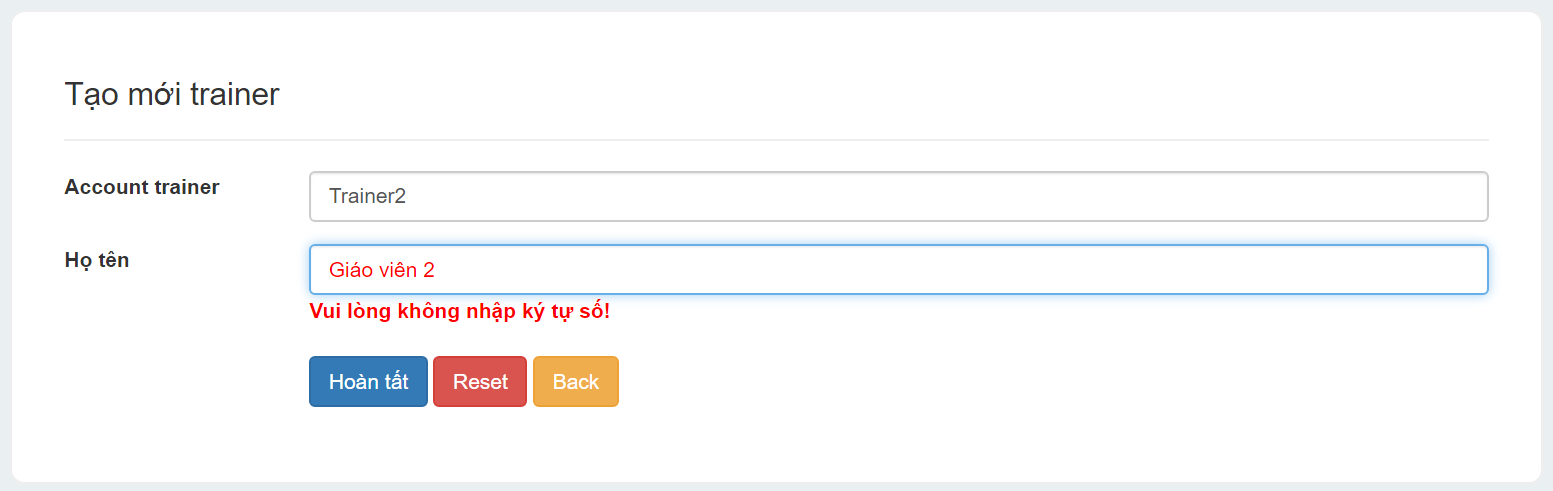 Tạo mới trainer
Account trainer
Trainer2
Họ tên
Giáo viên 2
Vui lòng không nhập ký tự số!
Hoàn tất Reset Back